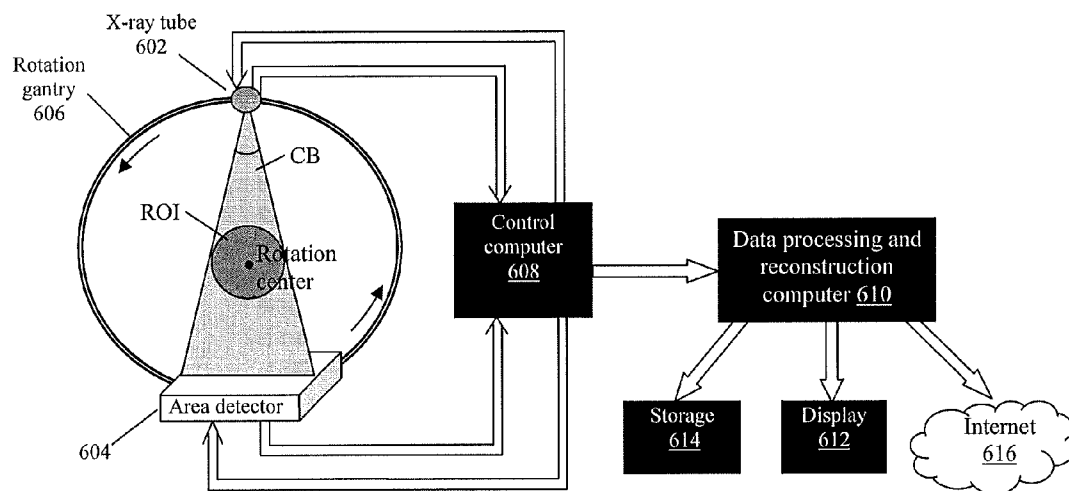 X-ray tube
602
Rotation
gantry
606
CB
ROI
Rotation
center
Area detector
604
Control
computer
608
Data processing and
reconstruction
computer 610
Storage
614
Display
612
Internet
616